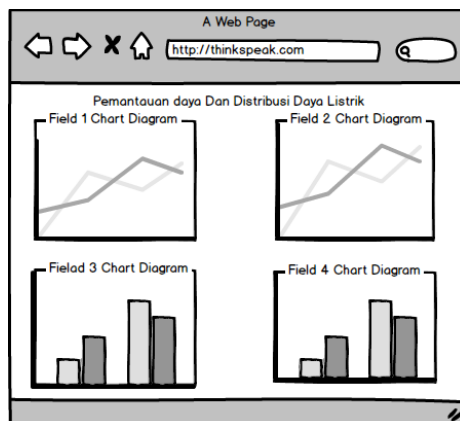 A Web Page
http://thinkspeak.com
Pemantauan daya Dan Distribusi Daya Listrik
Field 1 Chart Diagram
Field 2 Chart Diagram
Fielad 3 Chart Diagram
Field 4 Chart Diagram